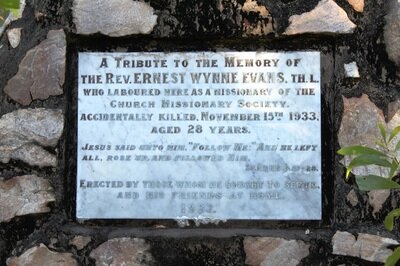 A Tribute to the Memory of
the Rev. ERNEST WYNNE EVANS, Th.L.
who laboured here as a missionary of the
Church Missionary Society.
Accidentally killed, November 15th 1933,
aged 28 years.
Jesus said unto him, "Follow Me." And he left
all, rose up, and followed Him.
Erected by those whom he sought to serve,
and his friends at home.